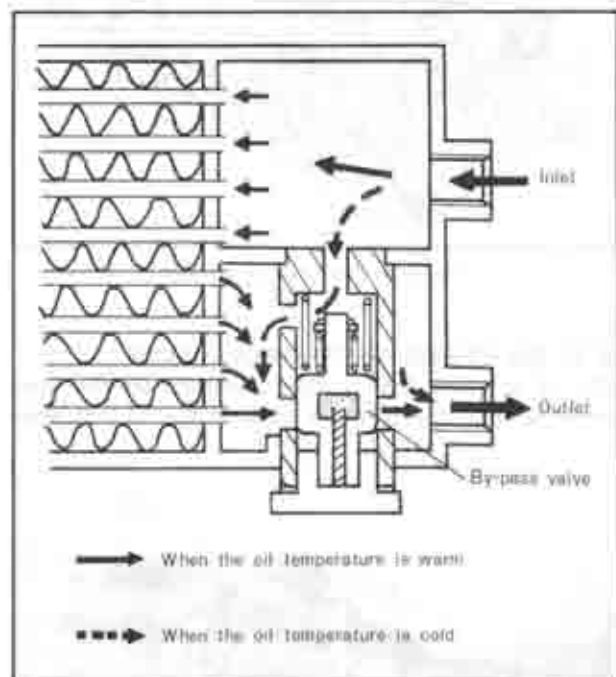 Inlet
Outlet
By-pass valve
When the oil temperature is warm
When the oil temperature is cold